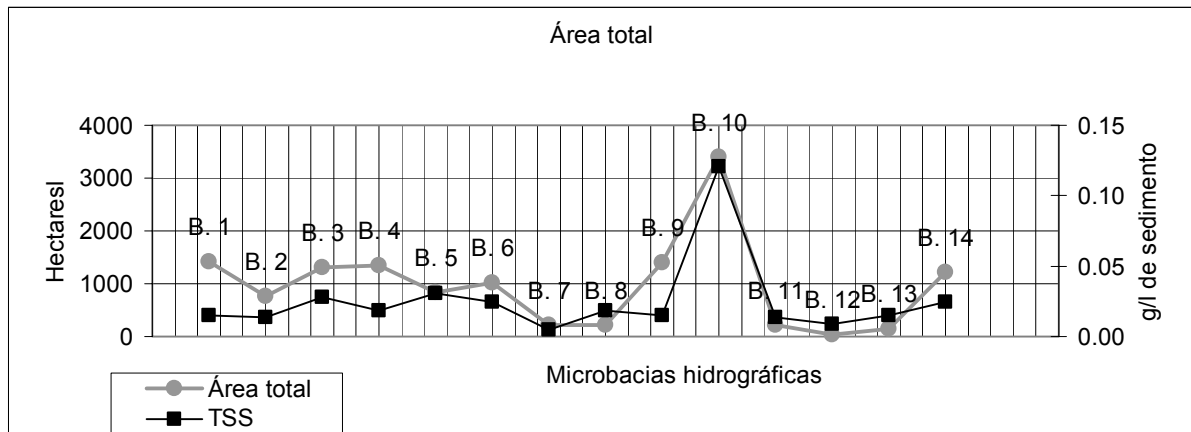 Área total
4000
3000
2000
1000
0
Hectaresl
0.15
0.10
0.05
0.00
g/l de sedimento
B. 1
B. 2
B. 3
B. 4
B. 5
B. 6
B. 7
B. 8
B. 9
B. 10
B. 11
B. 12
B. 13
B. 14
Microbacias hidrográficas
Área total
TSS